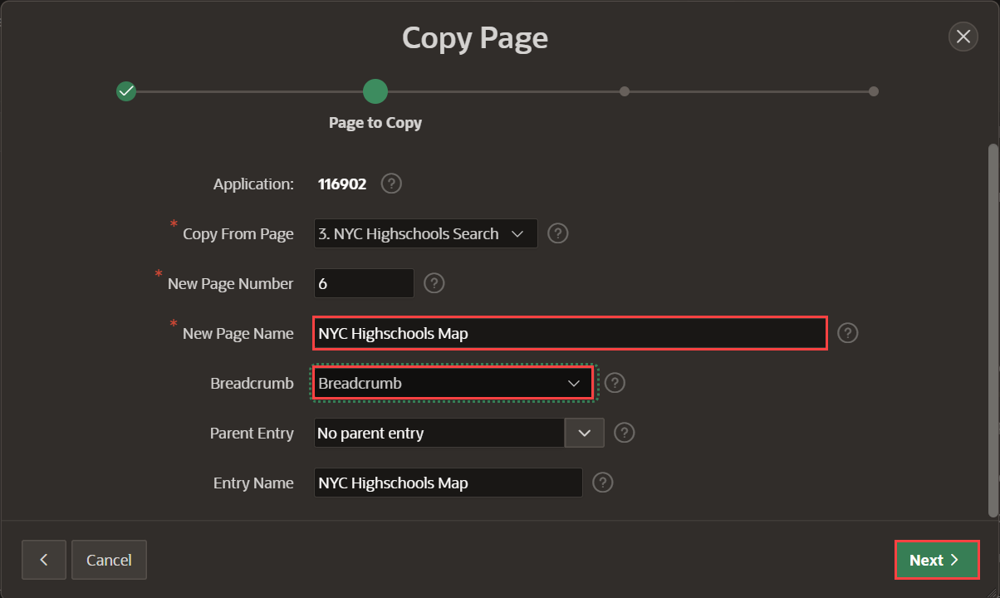 Copy Page
Page to Copy
Application: 116902 ?
* Copy From Page 3. NYC Highschools Search ?
* New Page Number 6 ?
* New Page Name NYC Highschools Map ?
Breadcrumb Breadcrumb ?
Parent Entry No parent entry ?
Entry Name NYC Highschools Map ?
Cancel Next